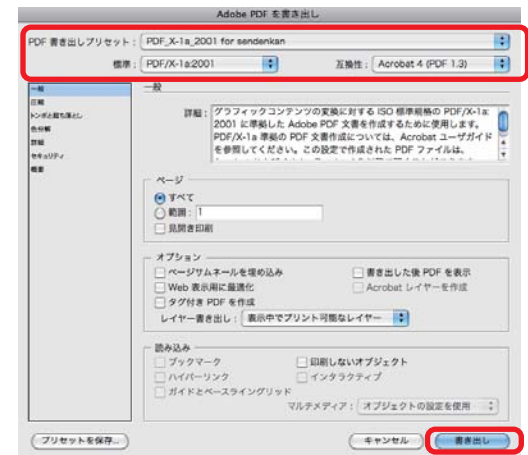 Adobe PDF を書き出し
PDF 書き出しプリセット： PDF_X-1a_2001 for sendenkan
標準： PDF/X-1a:2001 互換性： Acrobat 4 (PDF 1.3)
一般
圧縮
トンボと裁ち落とし
色分解
詳細
セキュリティ
概要
一般
詳細： グラフィックコンテンツの変換に対する ISO 標準規格の PDF/X-1a:
2001 に準拠した Adobe PDF 文書を作成するために使用します。
PDF/X-1a 準拠の PDF 文書作成については、Acrobat ユーザガイド
を参照してください。この設定で作成された PDF ファイルは、
ページ
すべて
範囲： 1
見開き印刷
オプション
ページサムネールを埋め込み 書き出した後 PDF を表示
Web 表示用に最適化 Acrobat レイヤーを作成
タグ付き PDF を作成
レイヤー書き出し： 表示中でプリント可能なレイヤー
読み込み
ブックマーク 印刷しないオブジェクト
ハイパーリンク インタラクティブ
ガイドとベースライングリッド
マルチメディア： オブジェクトの設定を使用
プリセットを保存... キャンセル 書き出し